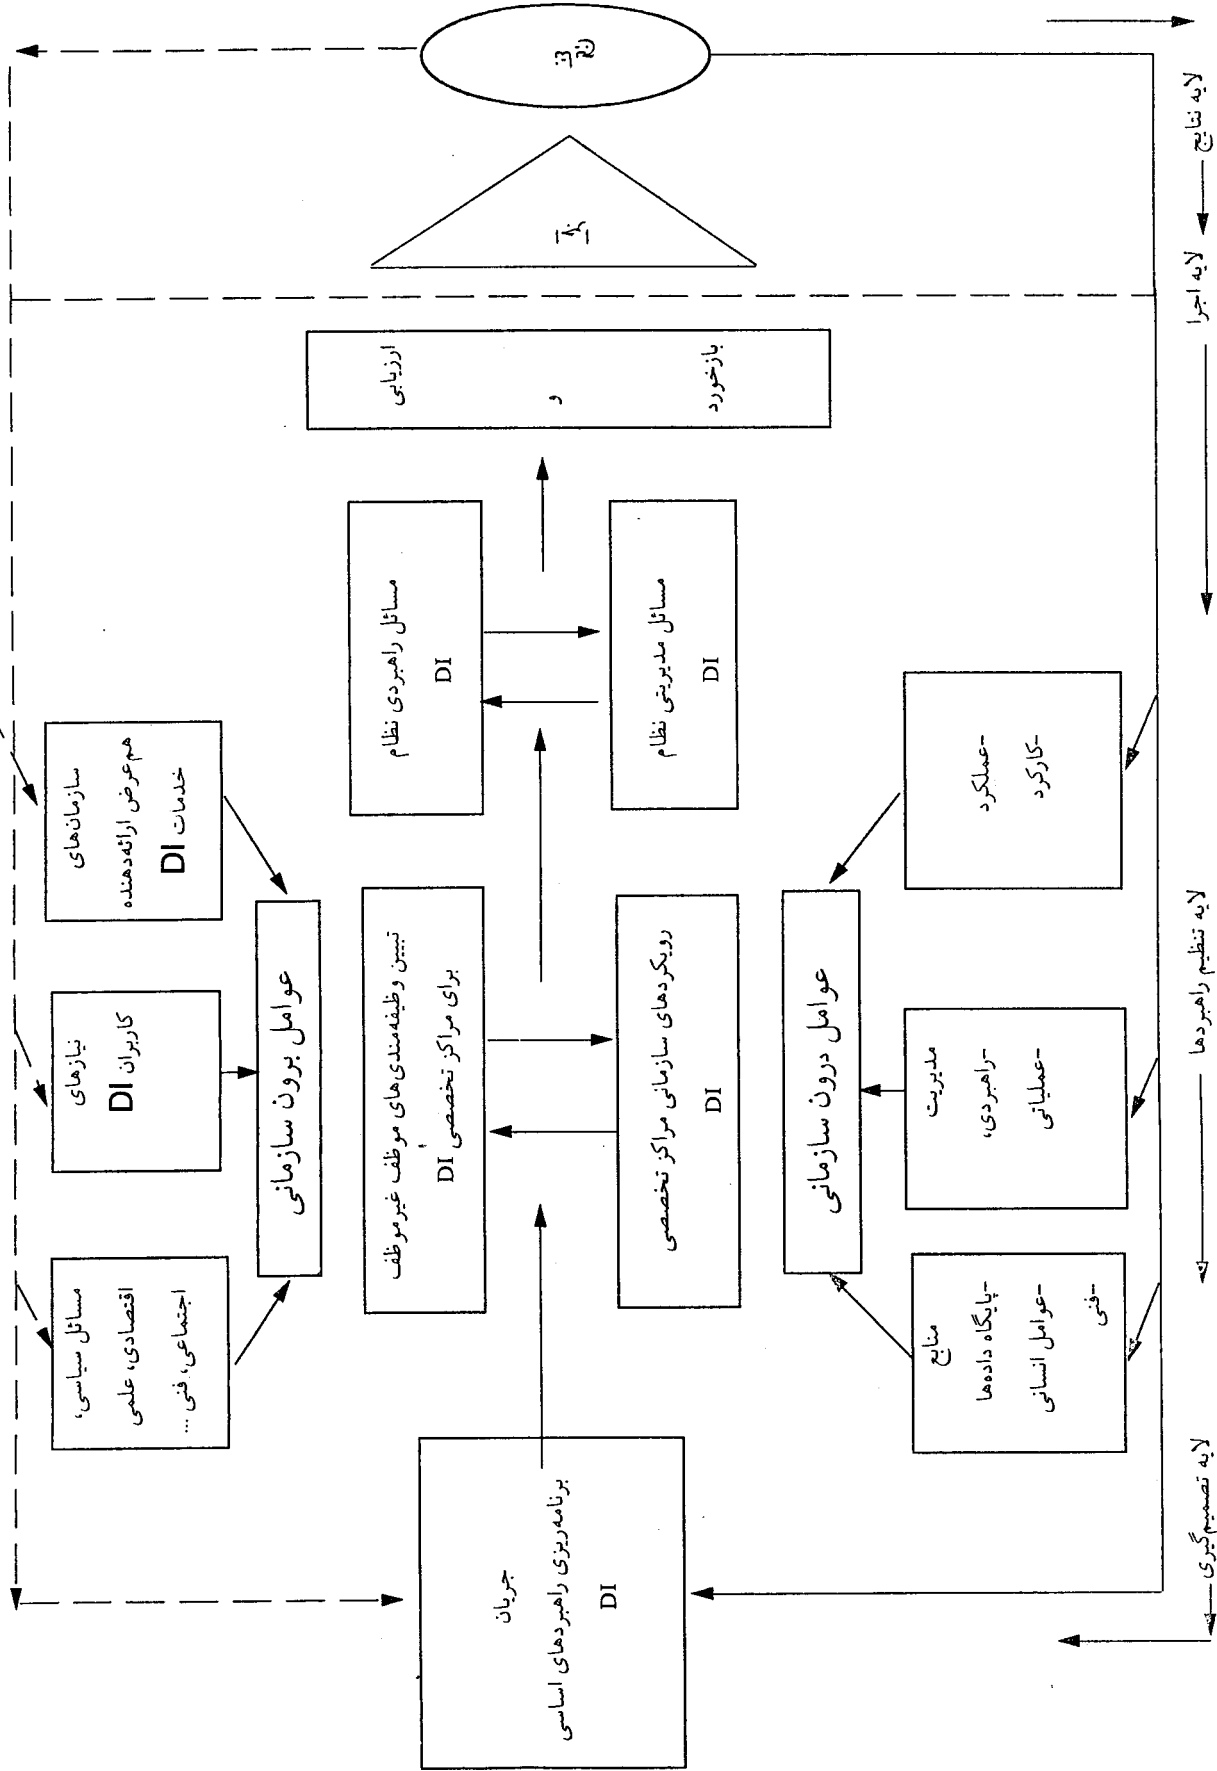 مسائل سیاسی،
اقتصادی، علمی
اجتماعی، فنی ...
نیازهای
کاربران DI
سازمان‌های
هم‌عرض ارائه‌دهنده
خدمات DI
عوامل برون سازمانی
جریان
برنامه‌ریزی راهبردهای اساسی
DI
تبیین وظیفه‌مندی‌های موظف غیرموظف
برای مراکز تخصصی DI
رویکردهای سازمانی مراکز تخصصی
DI
مسائل راهبردی نظام
DI
مسائل مدیریتی نظام
DI
ارزیابی
و
بازخورد
عوامل درون سازمانی
منابع
-پایگاه داده‌ها
-عوامل انسانی
-فنی
مدیریت
-راهبردی،
-عملیاتی
-عملکرد
-کارکرد
لایه تصمیم‌گیری
لایه تنظیم راهبردها
لایه اجرا
لایه نتایج